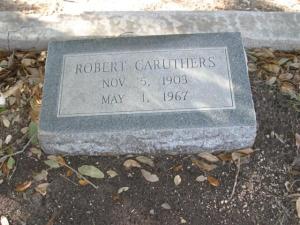 ROBERT CARUTHERS
NOV. 5, 1903
MAY 1, 1967